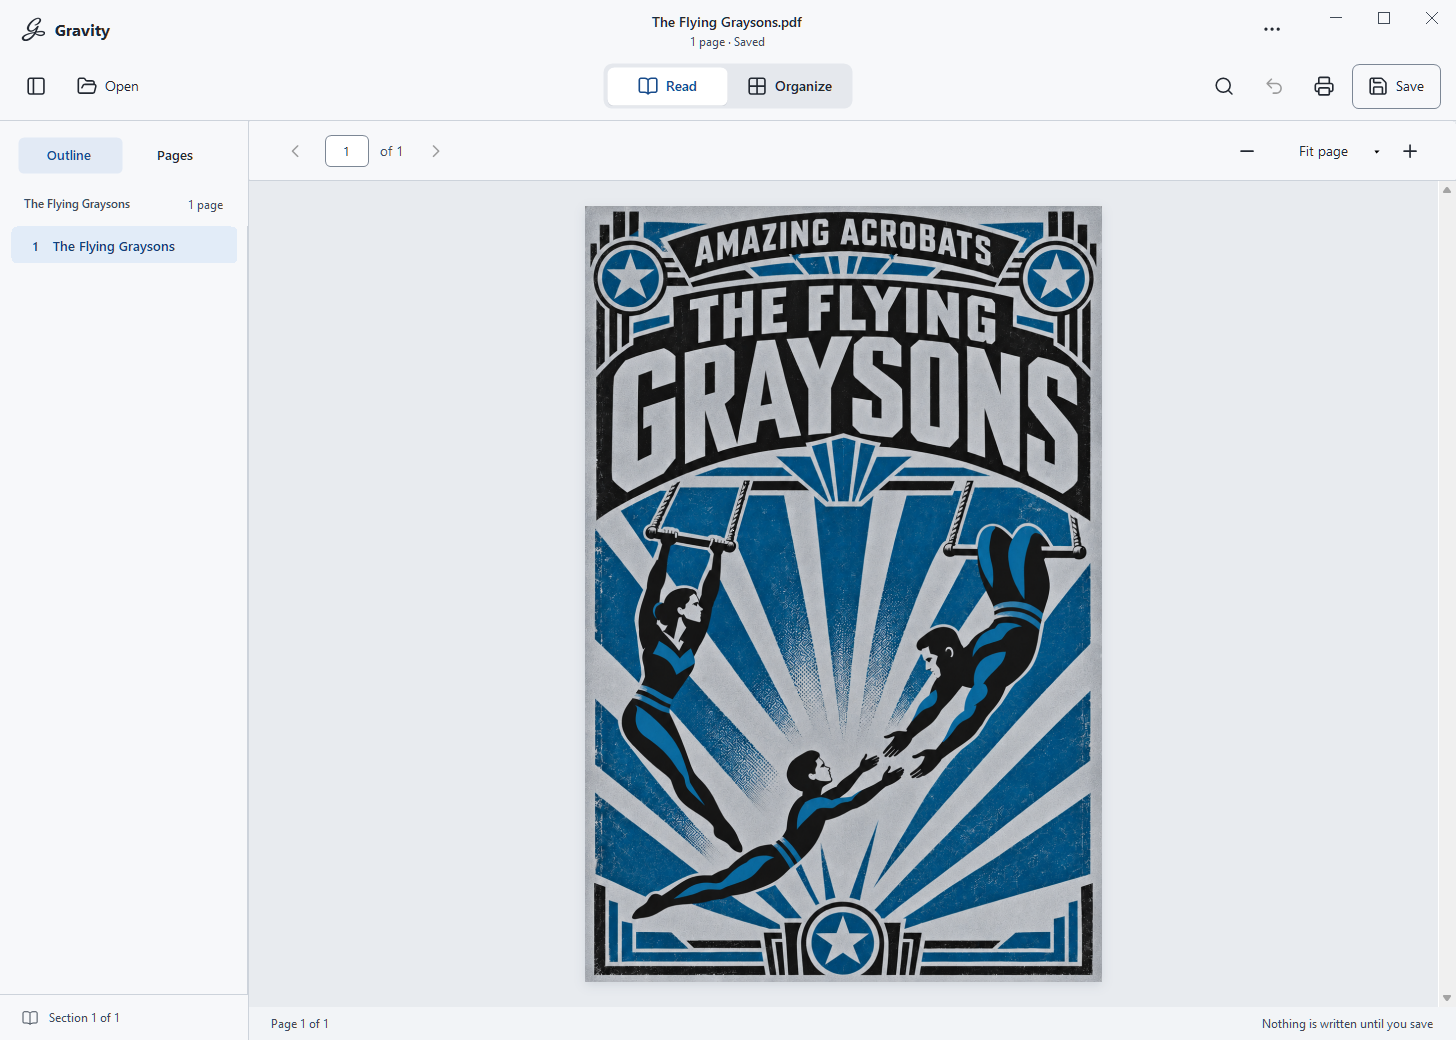 Gravity
The Flying Graysons.pdf
1 page · Saved
Open
Read
Organize
Save
Outline
Pages
1
of 1
Fit page
The Flying Graysons
1 page
1 The Flying Graysons
AMAZING ACROBATS
THE FLYING
GRAYSONS
Section 1 of 1
Page 1 of 1
Nothing is written until you save